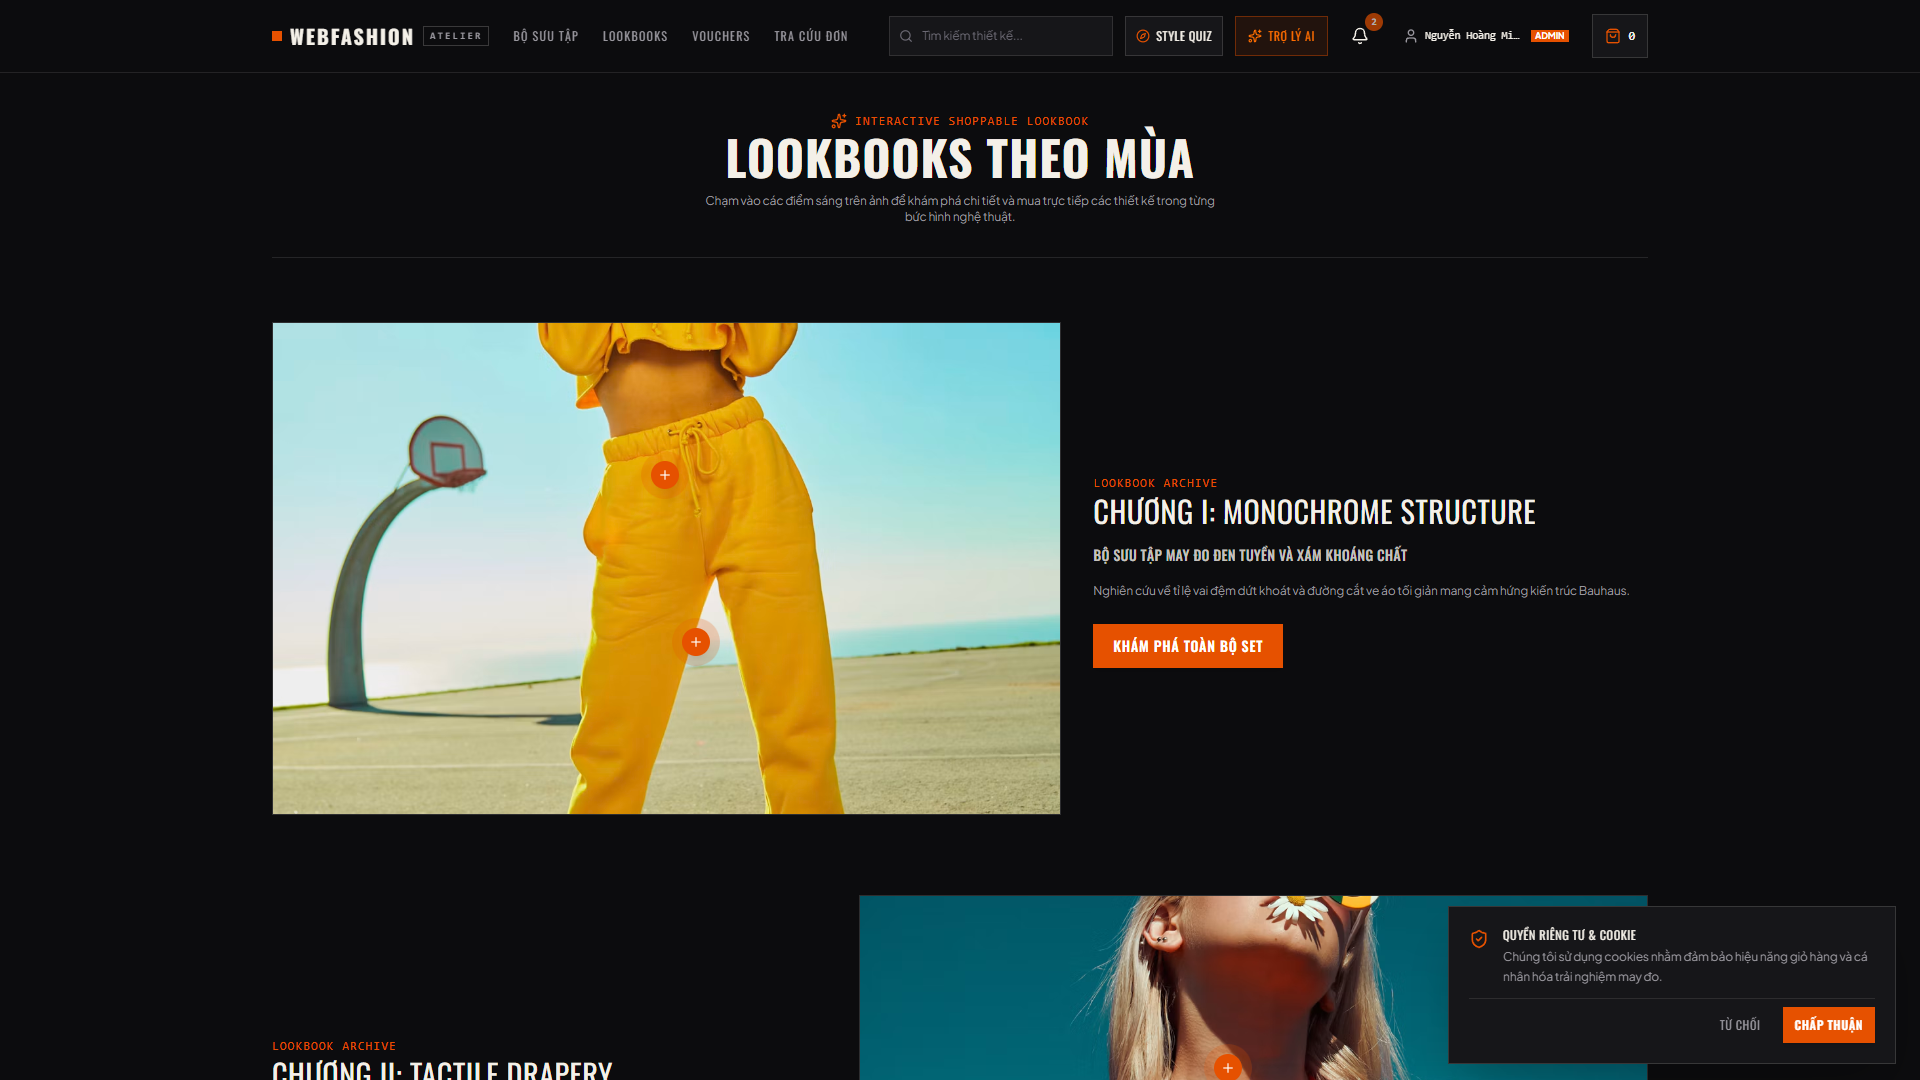 WEBFASHION ATELIER BỘ SƯU TẬP LOOKBOOKS VOUCHERS TRA CỨU ĐƠN Tìm kiếm thiết kế... STYLE QUIZ TRỢ LÝ AI 2 Nguyễn Hoàng Mi… ADMIN 0
INTERACTIVE SHOPPABLE LOOKBOOK
LOOKBOOKS THEO MÙA
Chạm vào các điểm sáng trên ảnh để khám phá chi tiết và mua trực tiếp các thiết kế trong từng
bức hình nghệ thuật.
LOOKBOOK ARCHIVE
CHƯƠNG I: MONOCHROME STRUCTURE
BỘ SƯU TẬP MAY ĐO ĐEN TUYỀN VÀ XÁM KHOÁNG CHẤT
Nghiên cứu về tỉ lệ vai đệm dứt khoát và đường cắt ve áo tối giản mang cảm hứng kiến trúc Bauhaus.
KHÁM PHÁ TOÀN BỘ SET
LOOKBOOK ARCHIVE
CHƯƠNG II: TACTILE DRAPERY
QUYỀN RIÊNG TƯ & COOKIE
Chúng tôi sử dụng cookies nhằm đảm bảo hiệu năng giỏ hàng và cá
nhân hóa trải nghiệm may đo.
TỪ CHỐI CHẤP THUẬN